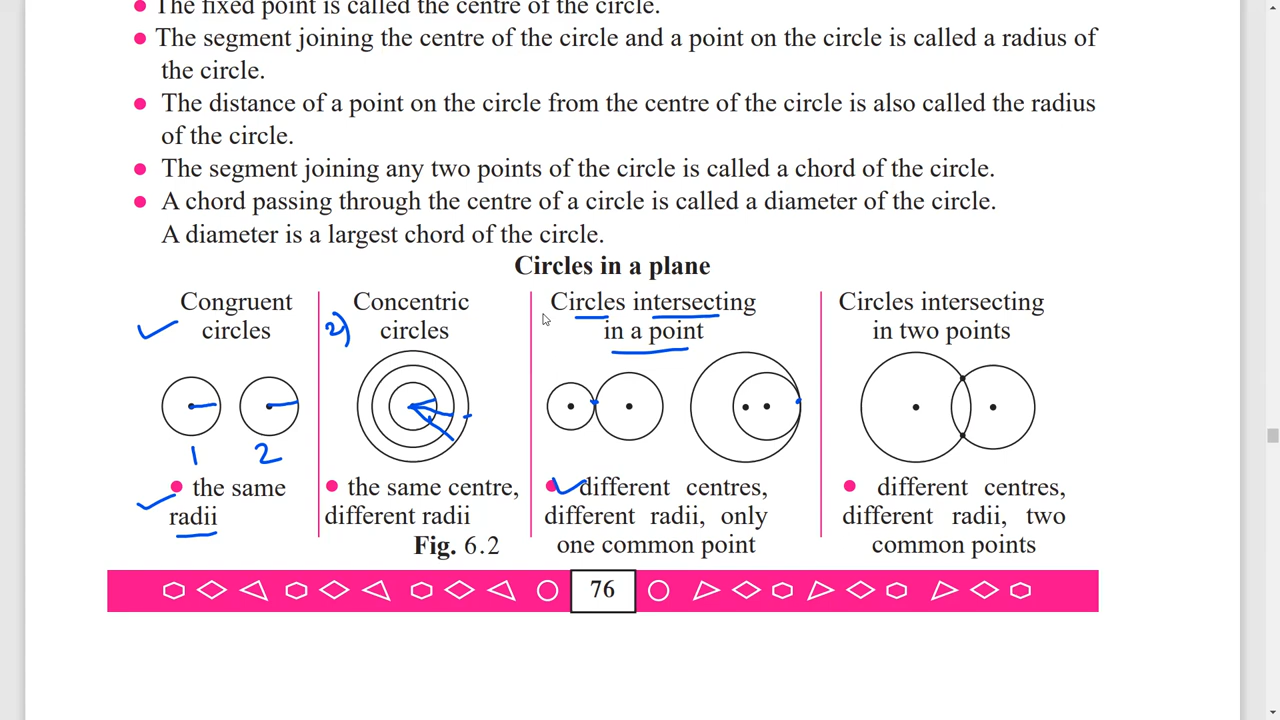 The fixed point is called the centre of the circle.
The segment joining the centre of the circle and a point on the circle is called a radius of
the circle.
The distance of a point on the circle from the centre of the circle is also called the radius
of the circle.
The segment joining any two points of the circle is called a chord of the circle.
A chord passing through the centre of a circle is called a diameter of the circle.
A diameter is a largest chord of the circle.
Circles in a plane
Congruent
circles
1 2
the same
radii
2)
Concentric
circles
the same centre,
different radii
Circles intersecting
in a point
different centres,
different radii, only
one common point
Circles intersecting
in two points
different centres,
different radii, two
common points
Fig. 6.2
76